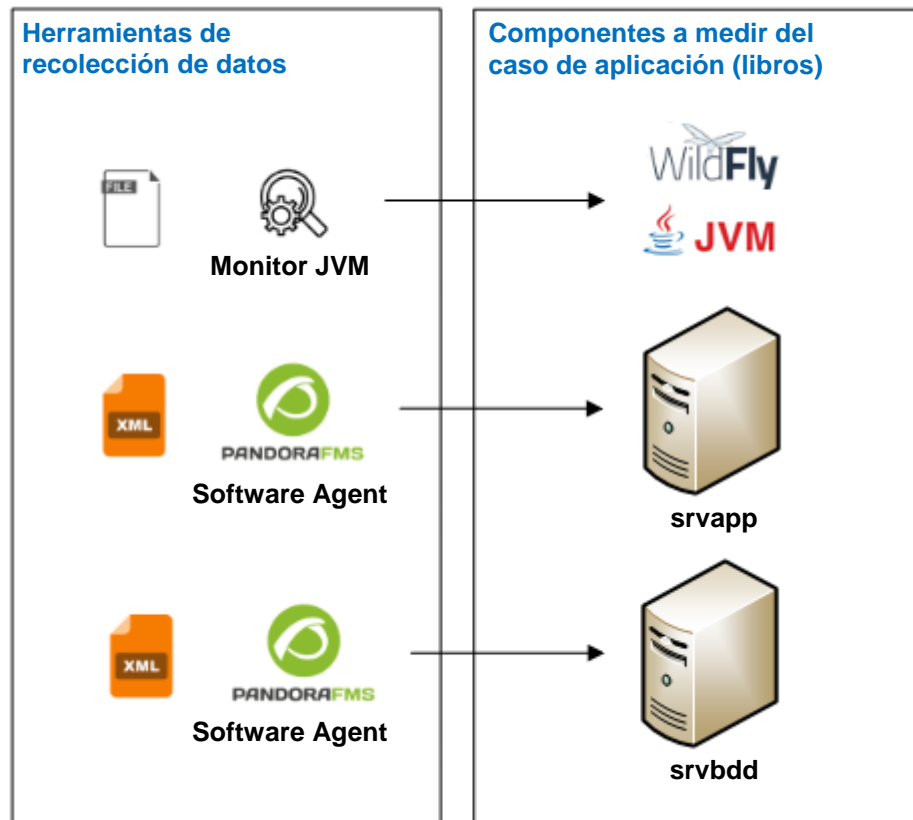 Herramientas de
recolección de datos
Componentes a medir del
caso de aplicación (libros)
FILE
Monitor JVM
WildFly
JVM
XML
PANDORAFMS
Software Agent
srvapp
XML
PANDORAFMS
Software Agent
srvbdd